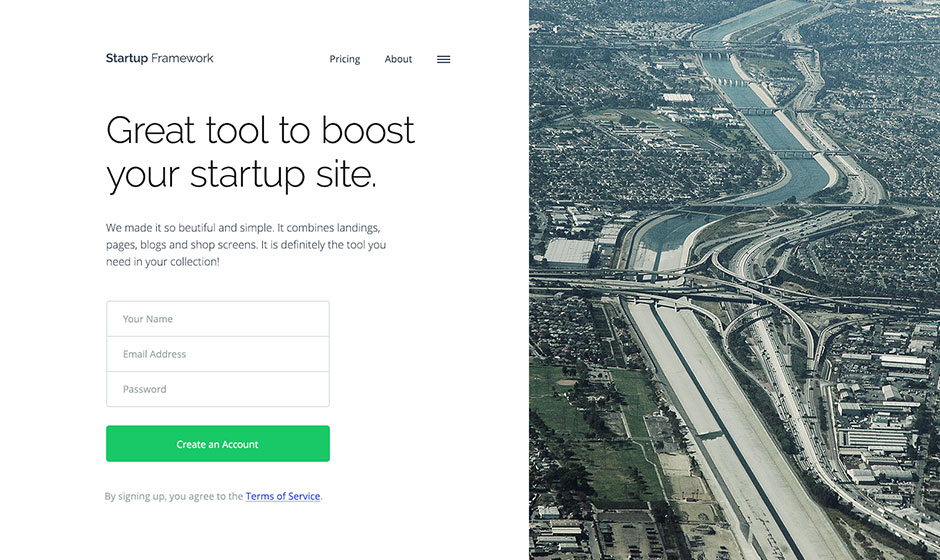 Startup Framework
Pricing
About
Great tool to boost
your startup site.
We made it so beutiful and simple. It combines landings,
pages, blogs and shop screens. It is definitely the tool you
need in your collection!
Your Name
Email Address
Password
Create an Account
By signing up, you agree to the Terms of Service.